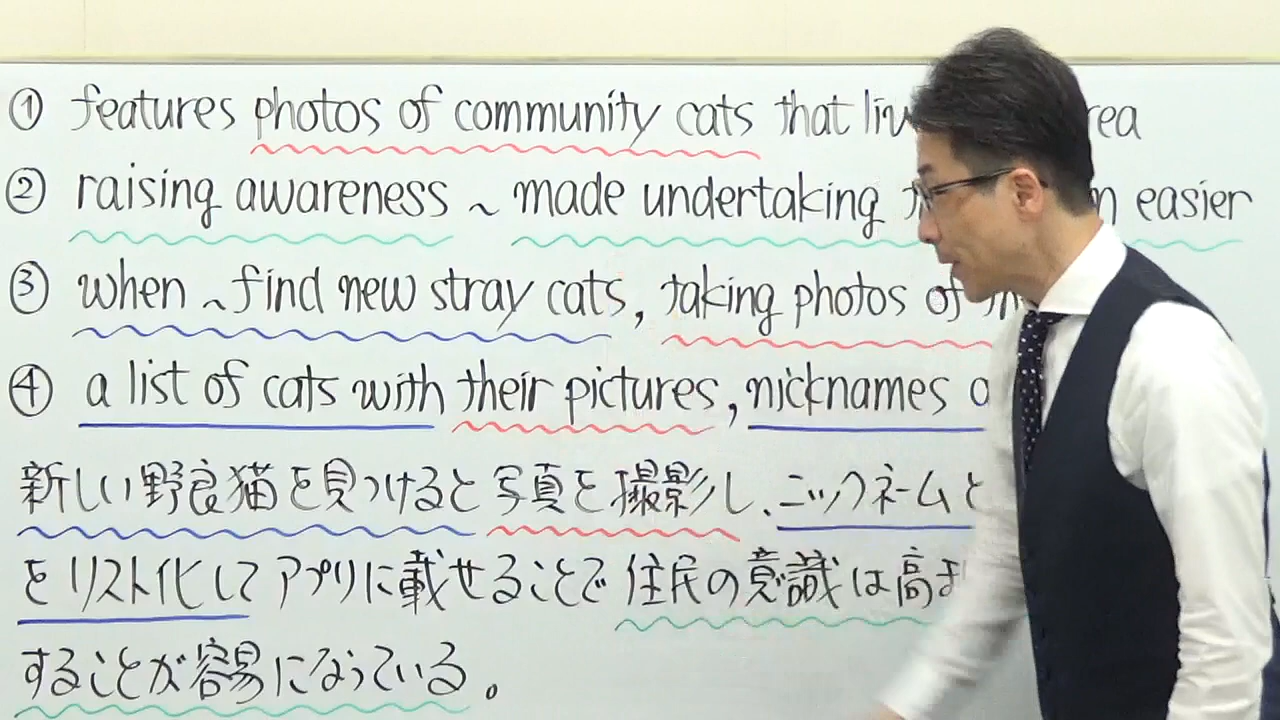 ① features photos of community cats that rea
② raising awareness ~ made undertaking easier
③ when ~ find new stray cats, taking photos of
④ a list of cats with their pictures, nicknames
新しい野良猫を見つけると写真を撮影し、ニックネームと
をリスト化してアプリに載せることで住民の意識は高ま
することが容易になっている。